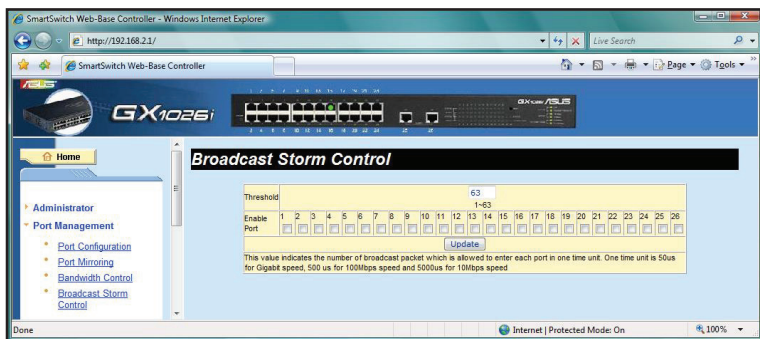 SmartSwitch Web-Base Controller - Windows Internet Explorer
http://192.168.2.1/
Live Search
SmartSwitch Web-Base Controller
Page
Tools
ASUS
GX1026i
ASUS
Home
Broadcast Storm Control
Threshold
63
1~63
Administrator
Port Management
Port Configuration
Port Mirroring
Bandwidth Control
Broadcast Storm
Control
Enable
Port
1 2 3 4 5 6 7 8 9 10 11 12 13 14 15 16 17 18 19 20 21 22 23 24 25 26
Update
This value indicates the number of broadcast packet which is allowed to enter each port in one time unit. One time unit is 50us
for Gigabit speed, 500 us for 100Mbps speed and 5000us for 10Mbps speed
Done
Internet | Protected Mode: On
100%